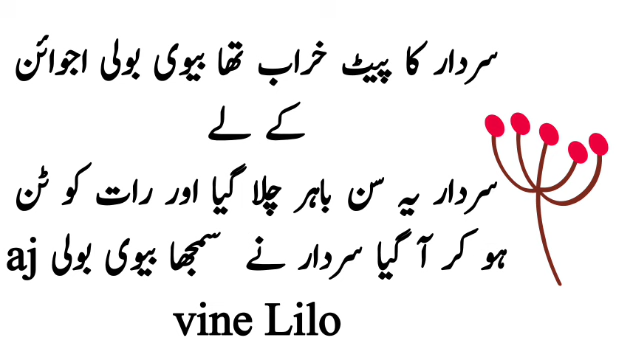 سردار کا پیٹ خراب تھا بیوی بولی اجوائن
کے لے
سردار یہ سن باہر چلا گیا اور رات کو ٹن
ہو کر آ گیا سردار نے سمجھا بیوی بولی aj
vine Lilo